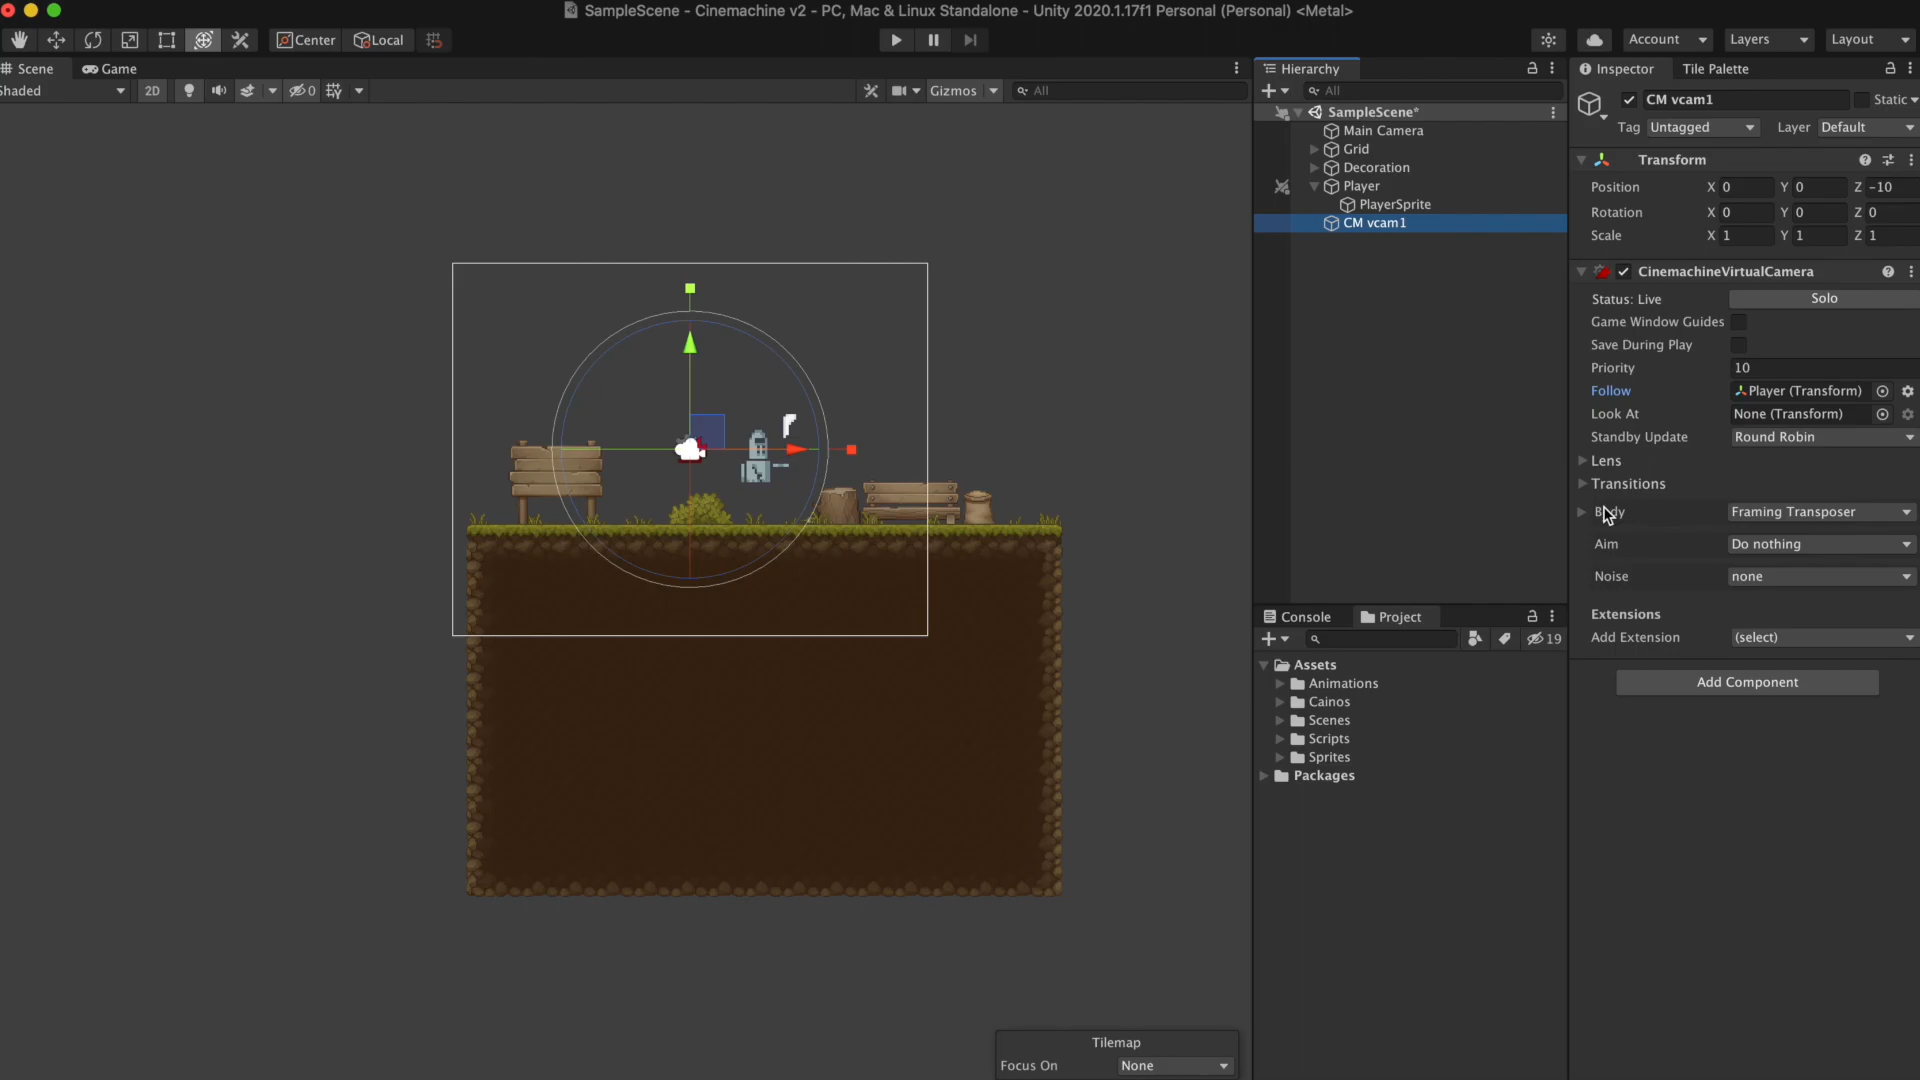 SampleScene - Cinemachine v2 - PC, Mac & Linux Standalone - Unity 2020.1.17f1 Personal (Personal) <Metal>
Center
Local
Account
Layers
Layout
Scene
Game
Shaded
2D
0
Gizmos
All
Hierarchy
All
SampleScene*
Main Camera
Grid
Decoration
Player
PlayerSprite
CM vcam1
Console
Project
19
Assets
Animations
Cainos
Scenes
Scripts
Sprites
Packages
Inspector
Tile Palette
CM vcam1
Static
Tag Untagged Layer Default
Transform
Position X 0 Y 0 Z -10
Rotation X 0 Y 0 Z 0
Scale X 1 Y 1 Z 1
CinemachineVirtualCamera
Status: Live Solo
Game Window Guides
Save During Play
Priority 10
Follow Player (Transform)
Look At None (Transform)
Standby Update Round Robin
Lens
Transitions
Body Framing Transposer
Aim Do nothing
Noise none
Extensions
Add Extension (select)
Add Component
Tilemap
Focus On None